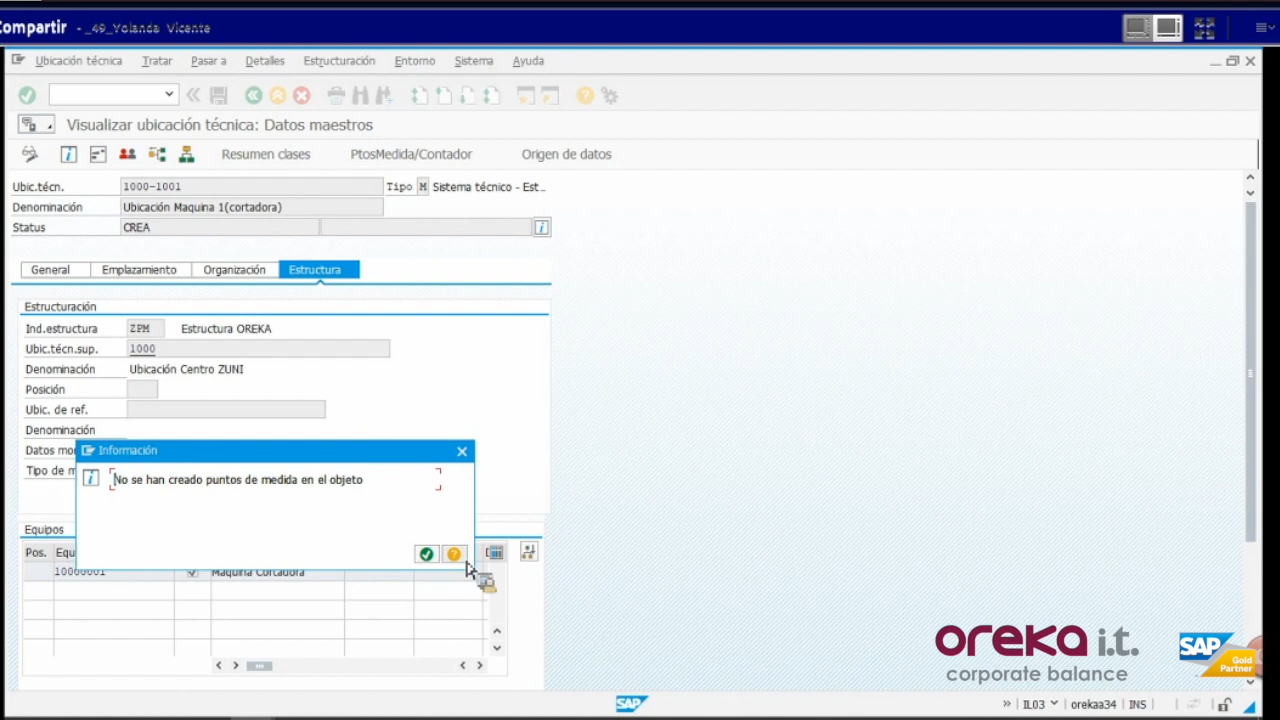 Compartir - _49_Yolanda Vicente
Ubicación técnica Tratar Pasar a Detalles Estructuración Entorno Sistema Ayuda
Visualizar ubicación técnica: Datos maestros
Resumen clases PtosMedida/Contador Origen de datos
Ubic.técn. 1000-1001 Tipo M Sistema técnico - Est...
Denominación Ubicación Maquina 1(cortadora)
Status CREA
General Emplazamiento Organización Estructura
Estructuración
Ind.estructura ZPM Estructura OREKA
Ubic.técn.sup. 1000
Denominación Ubicación Centro ZUNI
Posición
Ubic. de ref.
Denominación
Datos mo
Información
Tipo de m
No se han creado puntos de medida en el objeto
Equipos
Pos. Equ
10000001 Maquina Cortadora
oreka i.t.
corporate balance
SAP Gold Partner
SAP
» IL03 orekaa34 INS